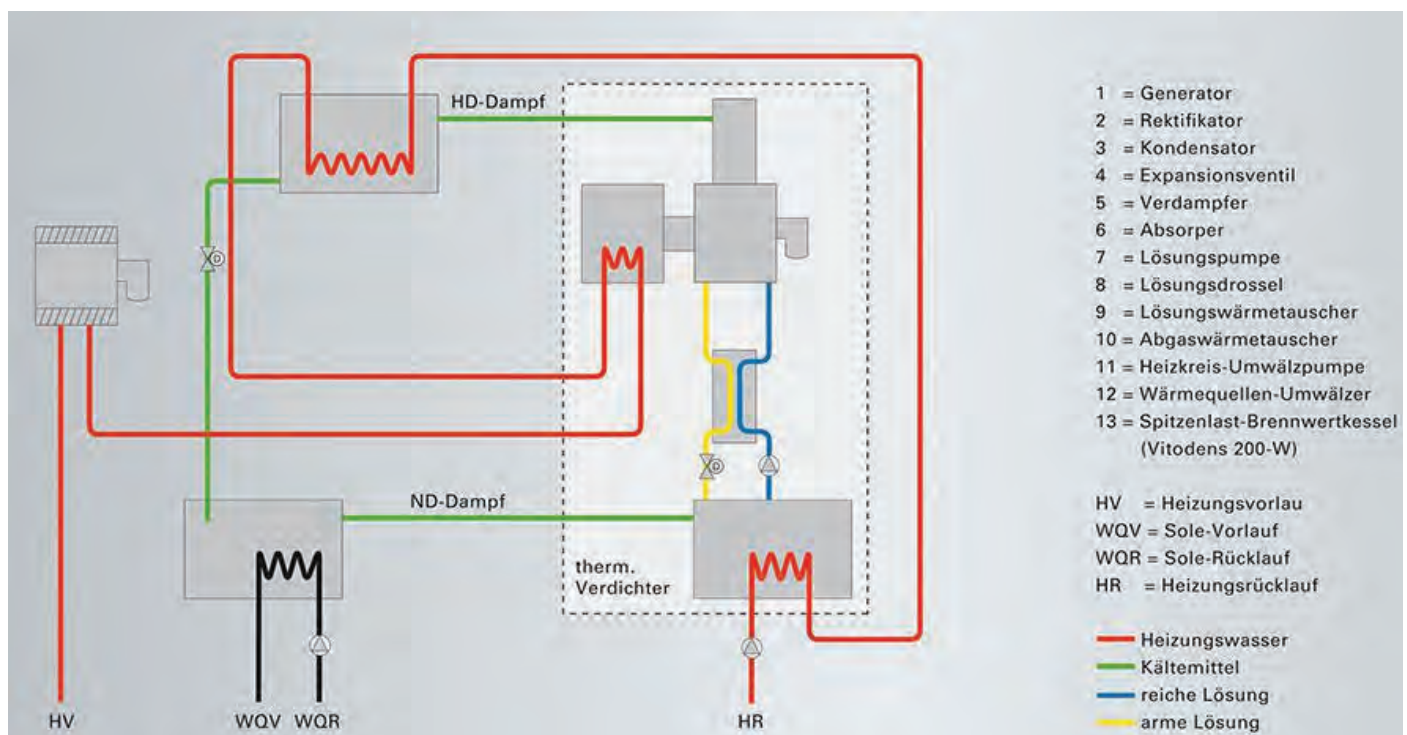 HD-Dampf
ND-Dampf
therm.
Verdichter
HV
WQV WQR
HR
1 = Generator
2 = Rektifikator
3 = Kondensator
4 = Expansionsventil
5 = Verdampfer
6 = Absorper
7 = Lösungspumpe
8 = Lösungsdrossel
9 = Lösungswärmetauscher
10 = Abgaswärmetauscher
11 = Heizkreis-Umwälzpumpe
12 = Wärmequellen-Umwälzer
13 = Spitzenlast-Brennwertkessel
(Vitodens 200-W)
HV = Heizungsvorlau
WQV = Sole-Vorlauf
WQR = Sole-Rücklauf
HR = Heizungsrücklauf
Heizungswasser
Kältemittel
reiche Lösung
arme Lösung